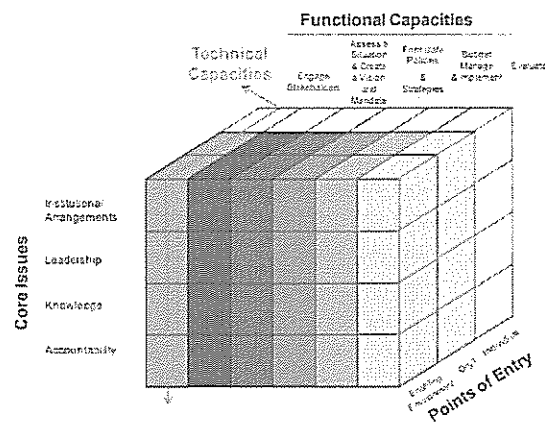 Functional Capacities
Technical
Capacities
Engage
Stakeholders
Assess a
Situation
& Create
a Vision
and
Mandate
Formulate
Policies
&
Strategies
Budget
Manage
& Implement
Evaluate
Core Issues
Institutional
Arrangements
Leadership
Knowledge
Accountability
Enabling
Environment
Org'l
Individual
Points of Entry